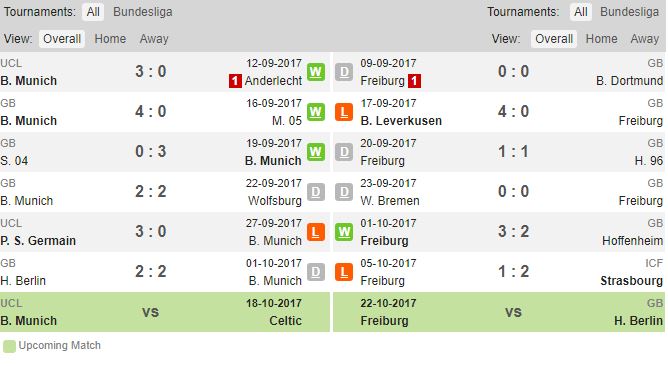 Tournaments: All Bundesliga
View: Overall Home Away
UCL 12-09-2017
B. Munich 3 : 0 1 Anderlecht W
GB 16-09-2017
B. Munich 4 : 0 M. 05 W
GB 19-09-2017
S. 04 0 : 3 B. Munich W
GB 22-09-2017
B. Munich 2 : 2 Wolfsburg D
UCL 27-09-2017
P. S. Germain 3 : 0 B. Munich L
GB 01-10-2017
H. Berlin 2 : 2 B. Munich D
UCL 18-10-2017
B. Munich vs Celtic
Upcoming Match
Tournaments: All Bundesliga
View: Overall Home Away
09-09-2017 GB
D Freiburg 1 0 : 0 B. Dortmund
17-09-2017 GB
L B. Leverkusen 4 : 0 Freiburg
20-09-2017 GB
D Freiburg 1 : 1 H. 96
23-09-2017 GB
D W. Bremen 0 : 0 Freiburg
01-10-2017 GB
W Freiburg 3 : 2 Hoffenheim
05-10-2017 ICF
L Freiburg 1 : 2 Strasbourg
22-10-2017 GB
Freiburg vs H. Berlin